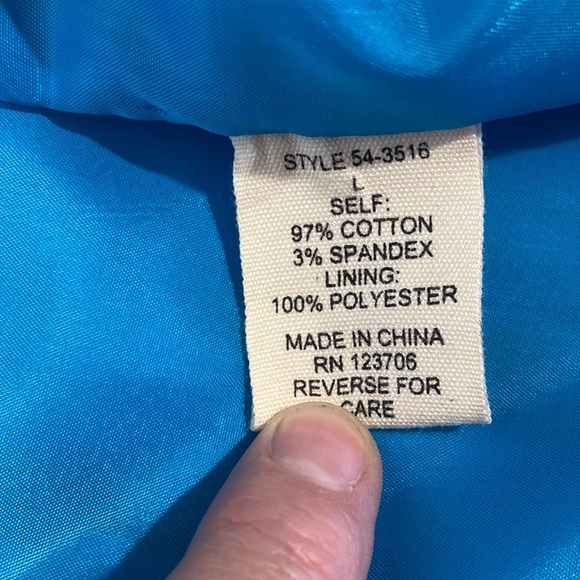 STYLE 54-3516
L
SELF:
97% COTTON
3% SPANDEX
LINING:
100% POLYESTER
MADE IN CHINA
RN 123706
REVERSE FOR
CARE